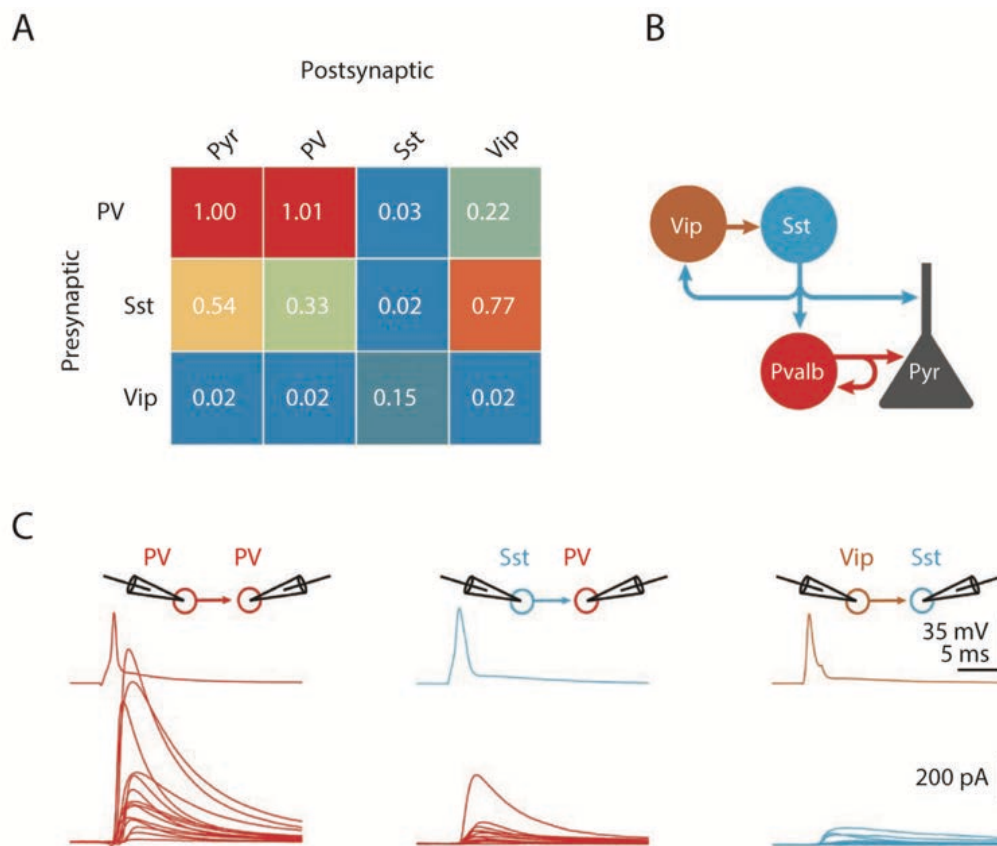 A
B
Postsynaptic
Pyr PV Sst Vip
Presynaptic
PV 1.00 1.01 0.03 0.22
Sst 0.54 0.33 0.02 0.77
Vip 0.02 0.02 0.15 0.02
Vip Sst
Pvalb Pyr
C
PV PV Sst PV Vip Sst
35 mV
5 ms
200 pA